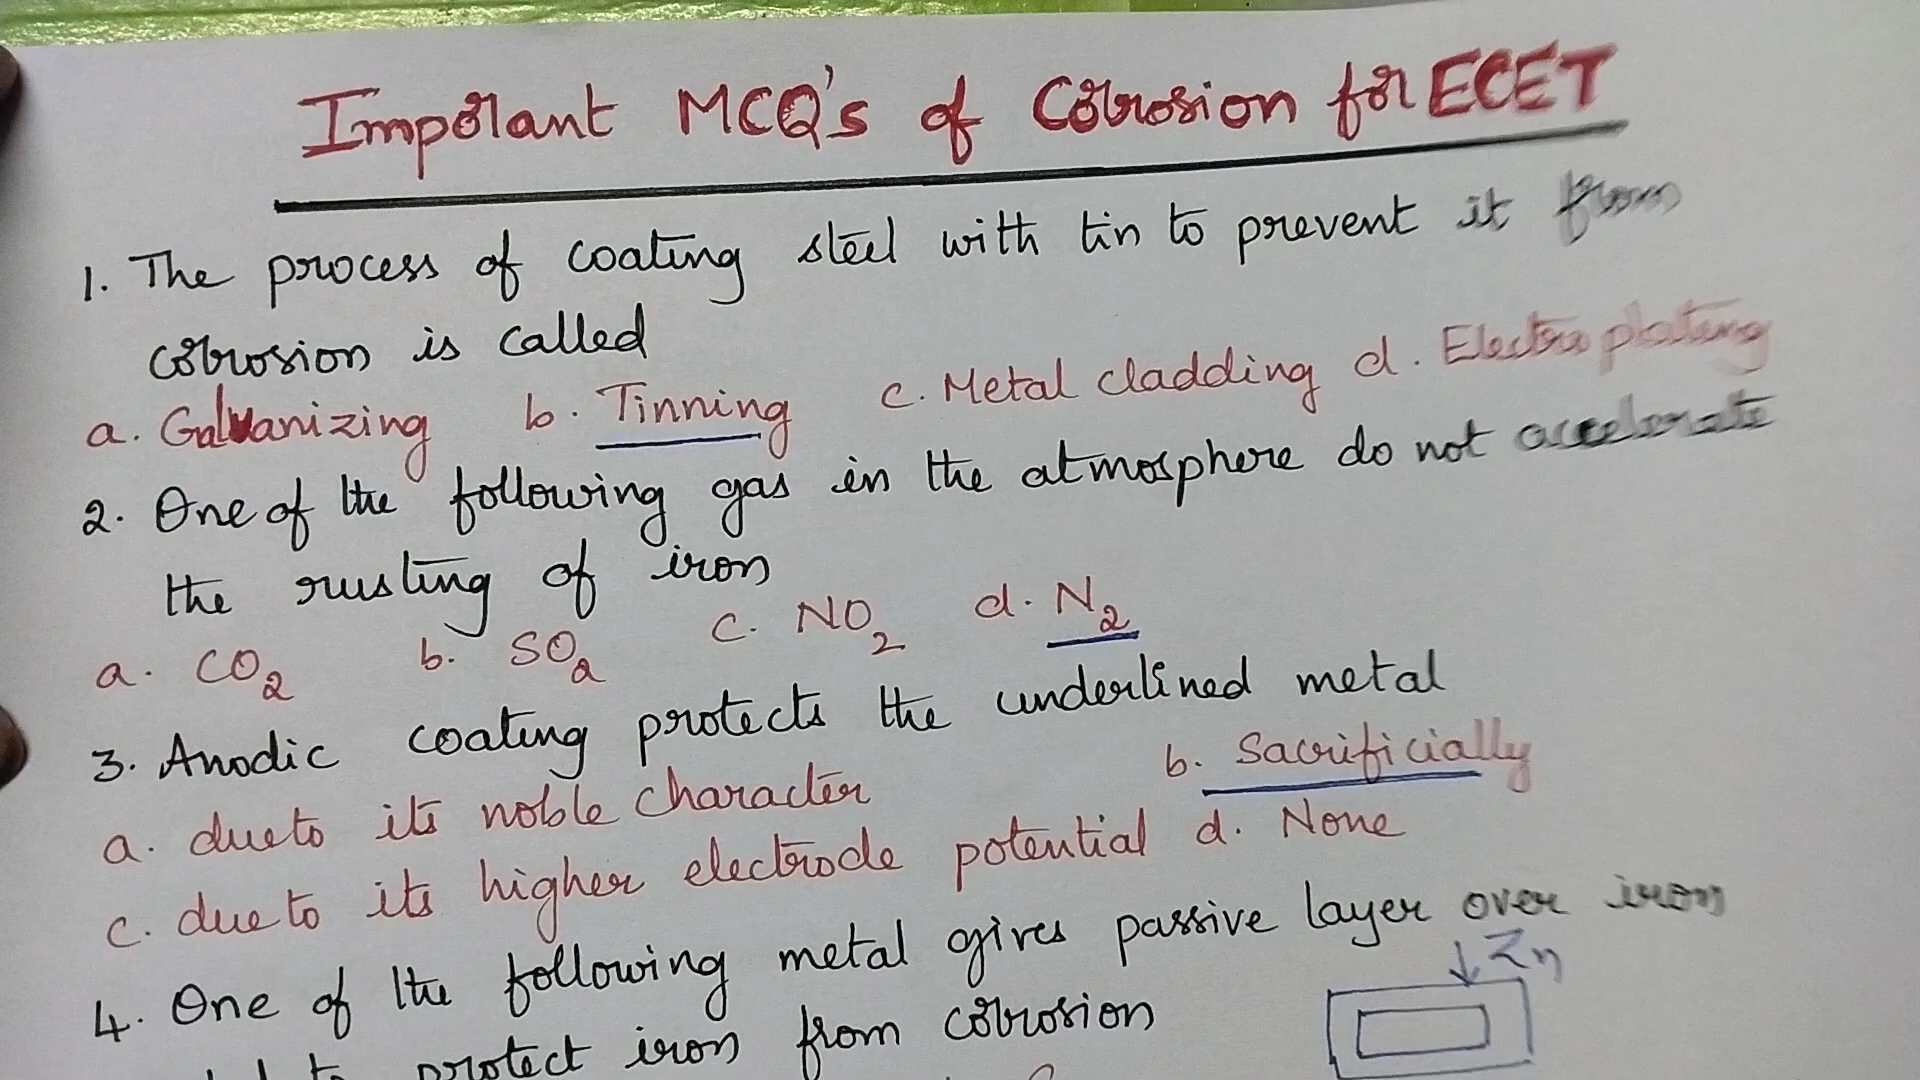 Imporant MCQ's of Corrosion for ECET
1. The process of coating steel with tin to prevent it from
corrosion is called
a. Galvanizing b. Tinning c. Metal cladding d. Electroplating
2. One of the following gas in the atmosphere do not accelerate
the rusting of iron
a. CO2 b. SO2 c. NO2 d. N2
3. Anodic coating protects the underlined metal
a. due to its noble character b. Sacrificially
c. due to its higher electrode potential d. None
4. One of the following metal gives passive layer over iron
Zn
protect iron from corrosion